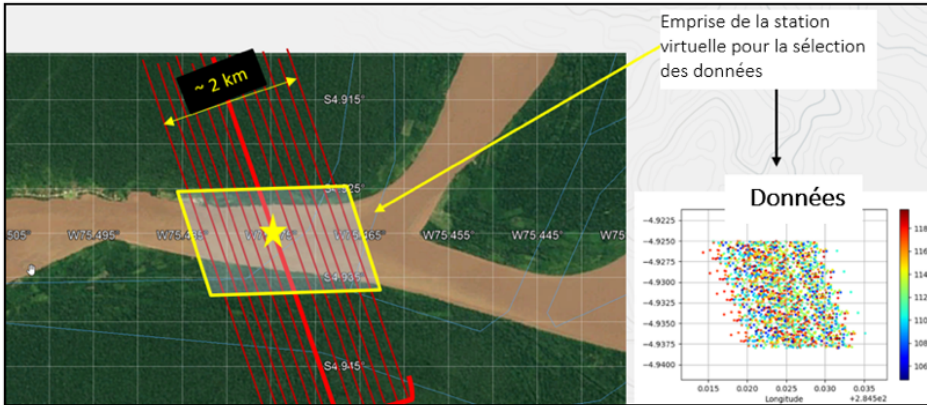 Emprise de la station
virtuelle pour la sélection
des données
~ 2 km
S4.915°
S4.925°
505 W75.495° W75.465° W75.455° W75.445° W75.4
S4.935°
S4.945°
Données
−4.9225
−4.9250
−4.9275
−4.9300
−4.9325
−4.9350
−4.9375
−4.9400
118
116
114
112
110
108
106
0.015 0.020 0.025 0.030 0.035
Longitude +2.845e2